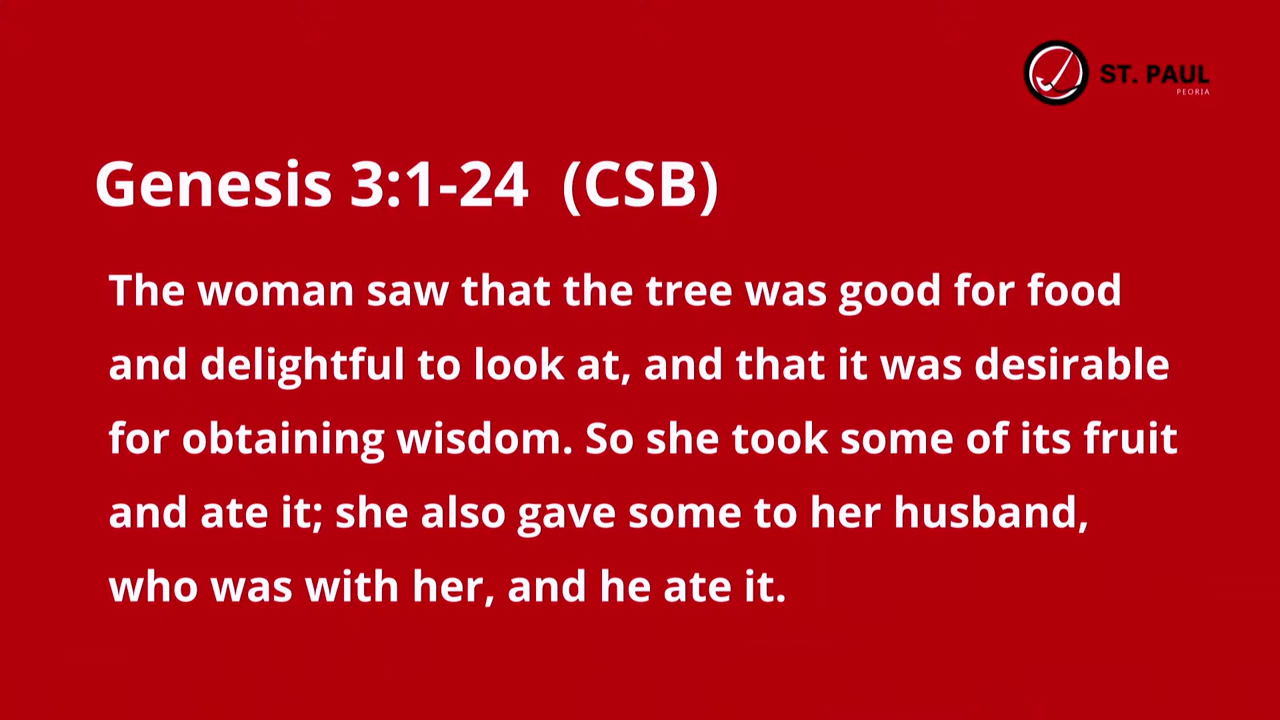 ST. PAUL
PEORIA
Genesis 3:1-24 (CSB)
The woman saw that the tree was good for food
and delightful to look at, and that it was desirable
for obtaining wisdom. So she took some of its fruit
and ate it; she also gave some to her husband,
who was with her, and he ate it.